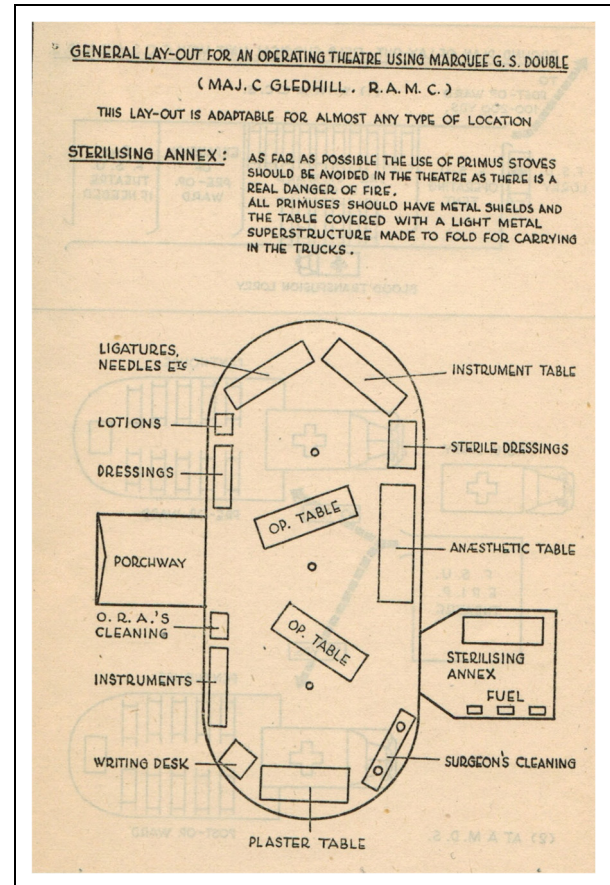 GENERAL LAY-OUT FOR AN OPERATING THEATRE USING MARQUEE G. S. DOUBLE
( MAJ. C GLEDHILL . R. A. M. C. )
THIS LAY-OUT IS ADAPTABLE FOR ALMOST ANY TYPE OF LOCATION
STERILISING ANNEX : AS FAR AS POSSIBLE THE USE OF PRIMUS STOVES
SHOULD BE AVOIDED IN THE THEATRE AS THERE IS A
REAL DANGER OF FIRE.
ALL PRIMUSES SHOULD HAVE METAL SHIELDS AND
THE TABLE COVERED WITH A LIGHT METAL
SUPERSTRUCTURE MADE TO FOLD FOR CARRYING
IN THE TRUCKS .
LIGATURES,
NEEDLES ETS
INSTRUMENT TABLE
LOTIONS
STERILE DRESSINGS
DRESSINGS
OP. TABLE
ANÆSTHETIC TABLE
PORCHWAY
O. R. A.'S
CLEANING
OP. TABLE
STERILISING
ANNEX
INSTRUMENTS
FUEL
WRITING DESK
SURGEON'S CLEANING
PLASTER TABLE